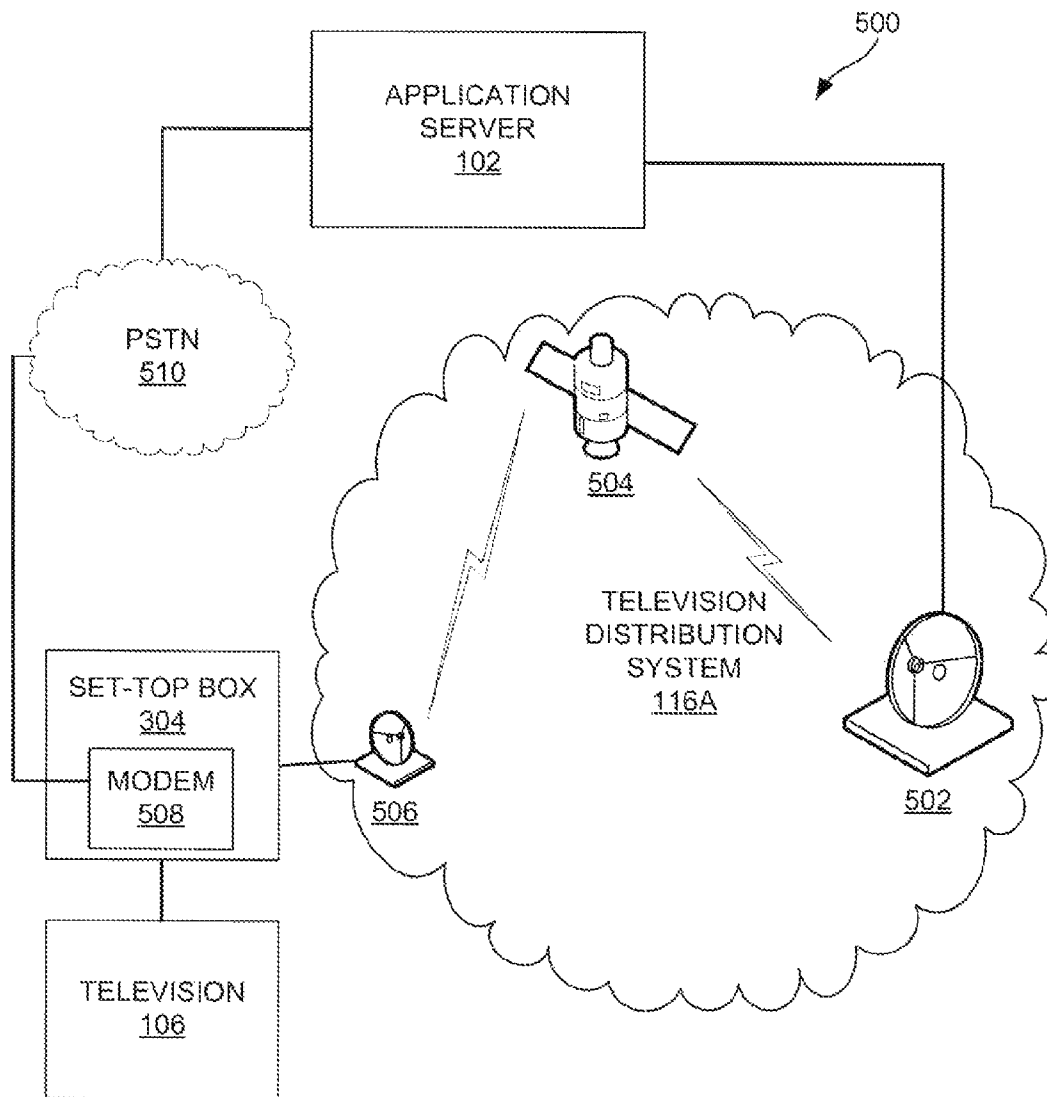 500
APPLICATION
SERVER
102
PSTN
510
504
TELEVISION
DISTRIBUTION
SYSTEM
116A
SET-TOP BOX
304
MODEM
508
506
502
TELEVISION
106